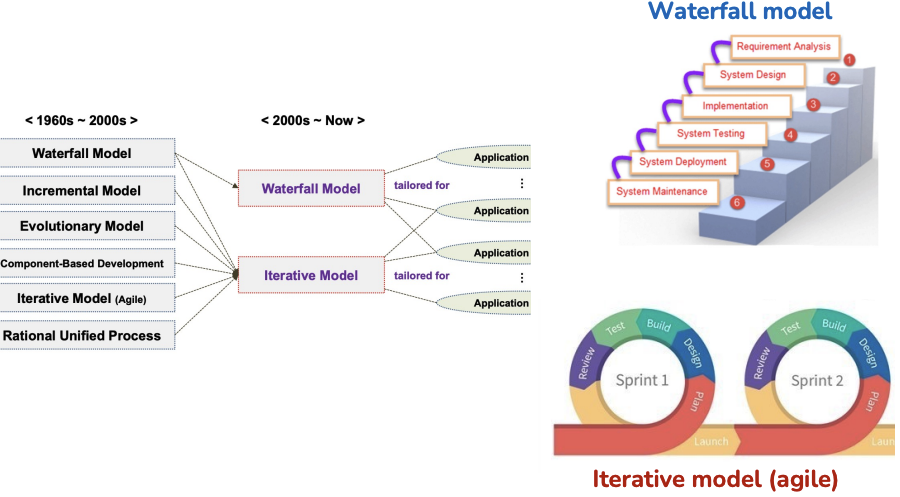 < 1960s ~ 2000s >
Waterfall Model
Incremental Model
Evolutionary Model
Component-Based Development
Iterative Model (Agile)
Rational Unified Process
< 2000s ~ Now >
Waterfall Model
Iterative Model
tailored for
tailored for
Application
⋮
Application
Application
⋮
Application
Waterfall model
Requirement Analysis
1
System Design
2
Implementation
3
System Testing
4
System Deployment
5
System Maintenance
6
Review
Test
Build
Design
Plan
Sprint 1
Launch
Review
Test
Build
Design
Plan
Sprint 2
Laun
Iterative model (agile)